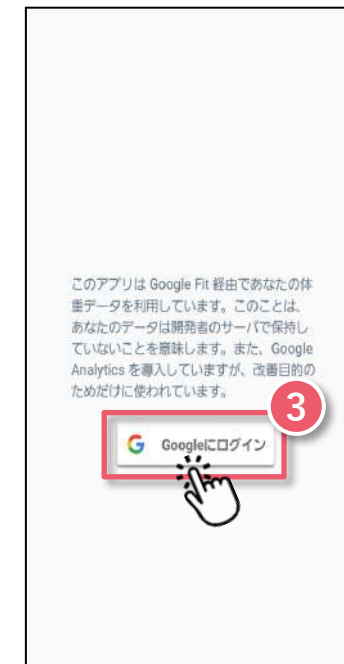 このアプリは Google Fit 経由であなたの体
重データを利用しています。このことは、
あなたのデータは開発者のサーバで保持し
ていないことを意味します。また、Google
Analytics を導入していますが、改善目的の
ためだけに使われています。
3
Googleにログイン